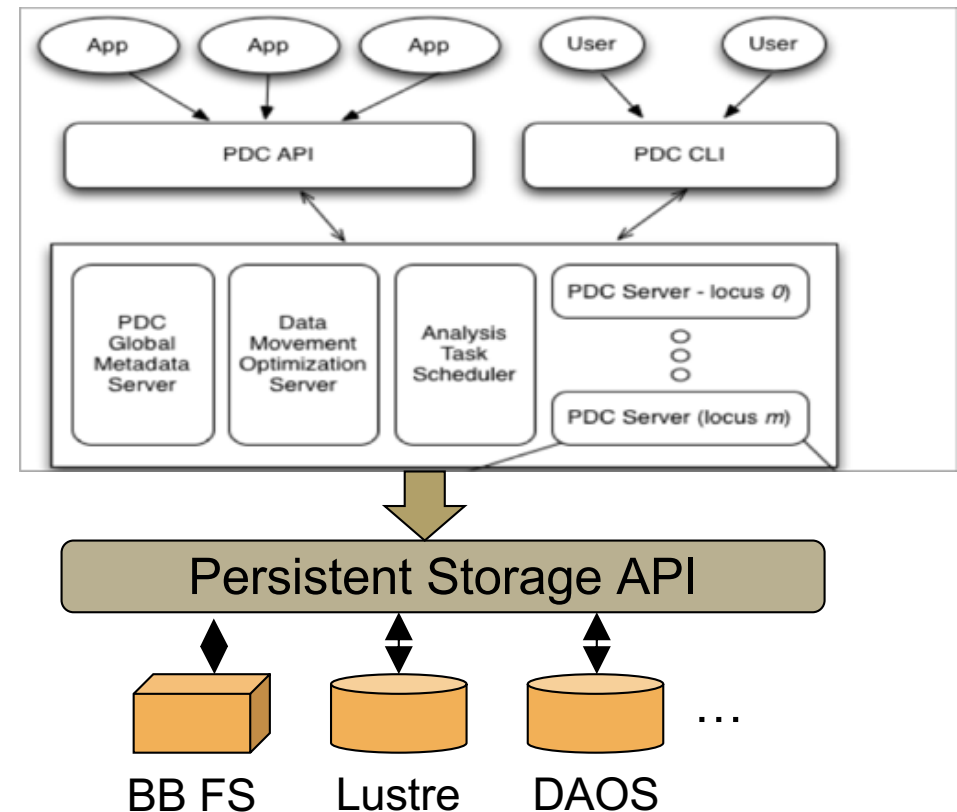 App App App User User
PDC API PDC CLI
PDC
Global
Metadata
Server
Data
Movement
Optimization
Server
Analysis
Task
Scheduler
PDC Server - locus 0)
PDC Server (locus m)
Persistent Storage API
...
BB FS Lustre DAOS